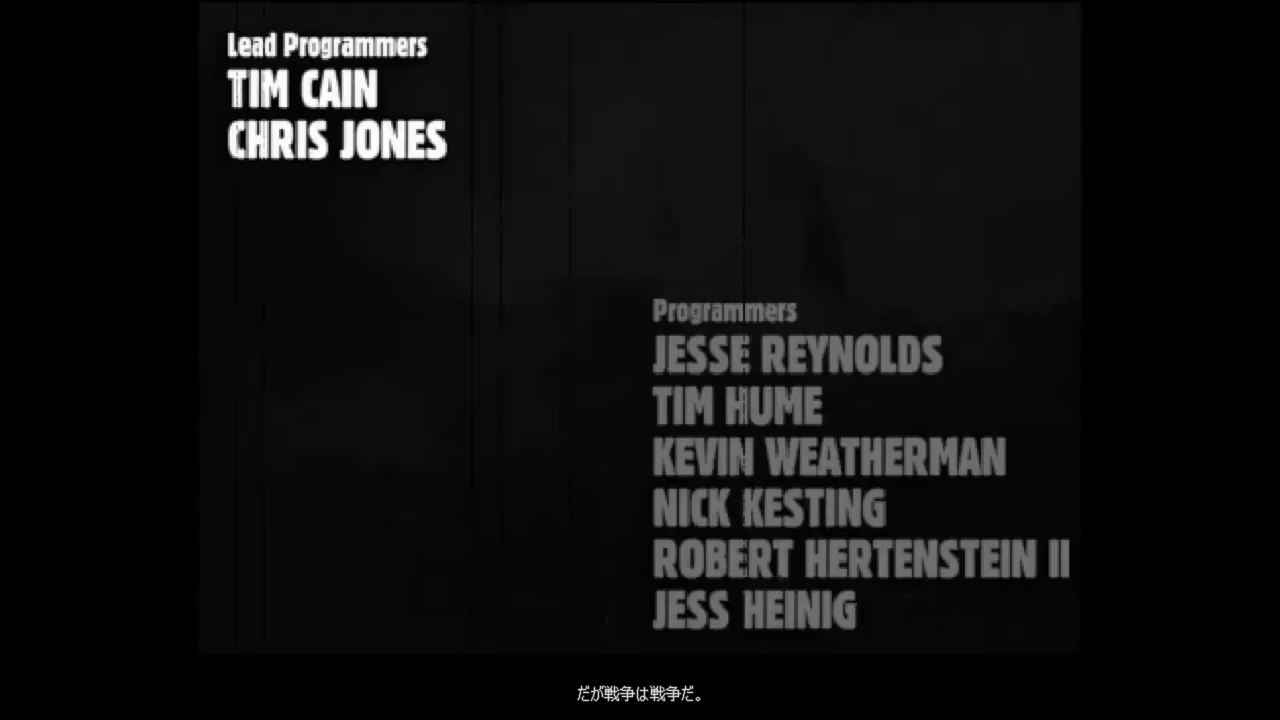 Lead Programmers
TIM CAIN
CHRIS JONES
Programmers
JESSE REYNOLDS
TIM HUME
KEVIN WEATHERMAN
NICK KESTING
ROBERT HERTENSTEIN II
JESS HEINIG
だが戦争は戦争だ。